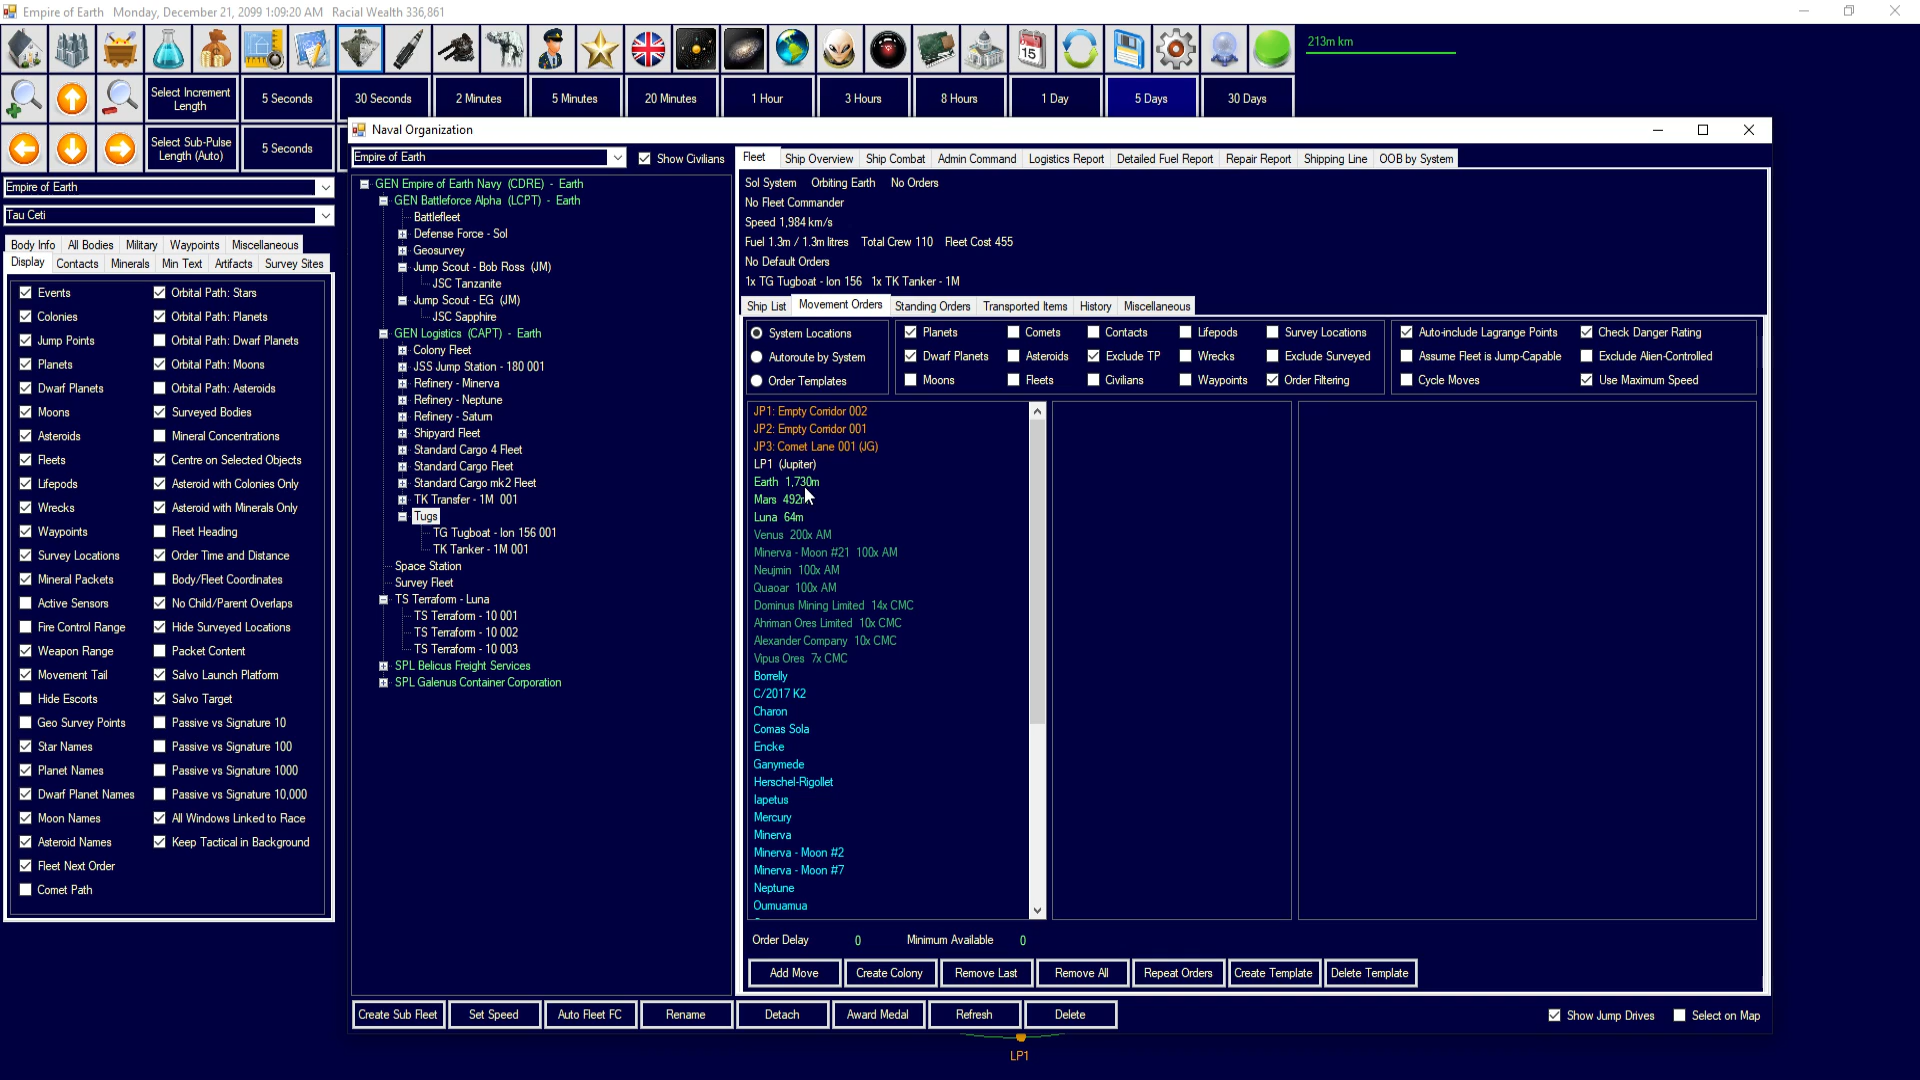 Empire of Earth   Monday, December 21, 2099 1:09:20 AM   Racial Wealth 336,861
213m km
15
Select Increment Length
5 Seconds
30 Seconds
2 Minutes
5 Minutes
20 Minutes
1 Hour
3 Hours
8 Hours
1 Day
5 Days
30 Days
Select Sub-Pulse Length (Auto)
5 Seconds
Empire of Earth
Tau Ceti
Body Info   All Bodies   Military   Waypoints   Miscellaneous
Display   Contacts   Minerals   Min Text   Artifacts   Survey Sites
Events   Orbital Path: Stars
Colonies   Orbital Path: Planets
Jump Points   Orbital Path: Dwarf Planets
Planets   Orbital Path: Moons
Dwarf Planets   Orbital Path: Asteroids
Moons   Surveyed Bodies
Asteroids   Mineral Concentrations
Fleets   Centre on Selected Objects
Lifepods   Asteroid with Colonies Only
Wrecks   Asteroid with Minerals Only
Waypoints   Fleet Heading
Survey Locations   Order Time and Distance
Mineral Packets   Body/Fleet Coordinates
Active Sensors   No Child/Parent Overlaps
Fire Control Range   Hide Surveyed Locations
Weapon Range   Packet Content
Movement Tail   Salvo Launch Platform
Hide Escorts   Salvo Target
Geo Survey Points   Passive vs Signature 10
Star Names   Passive vs Signature 100
Planet Names   Passive vs Signature 1000
Dwarf Planet Names   Passive vs Signature 10,000
Moon Names   All Windows Linked to Race
Asteroid Names   Keep Tactical in Background
Fleet Next Order
Comet Path
Naval Organization
Empire of Earth   Show Civilians
GEN Empire of Earth Navy (CDRE) - Earth
GEN Battleforce Alpha (LCPT) - Earth
Battlefleet
Defense Force - Sol
Geosurvey
Jump Scout - Bob Ross (JM)
JSC Tanzanite
Jump Scout - EG (JM)
JSC Sapphire
GEN Logistics (CAPT) - Earth
Colony Fleet
JSS Jump Station - 180 001
Refinery - Minerva
Refinery - Neptune
Refinery - Saturn
Shipyard Fleet
Standard Cargo 4 Fleet
Standard Cargo Fleet
Standard Cargo mk2 Fleet
TK Transfer - 1M 001
Tugs
TG Tugboat - Ion 156 001
TK Tanker - 1M 001
Space Station
Survey Fleet
TS Terraform - Luna
TS Terraform - 10 001
TS Terraform - 10 002
TS Terraform - 10 003
SPL Belicus Freight Services
SPL Galenus Container Corporation
Fleet   Ship Overview   Ship Combat   Admin Command   Logistics Report   Detailed Fuel Report   Repair Report   Shipping Line   OOB by System
Sol System   Orbiting Earth   No Orders
No Fleet Commander
Speed 1,984 km/s
Fuel 1.3m / 1.3m litres   Total Crew 110   Fleet Cost 455
No Default Orders
1x TG Tugboat - Ion 156   1x TK Tanker - 1M
Ship List   Movement Orders   Standing Orders   Transported Items   History   Miscellaneous
System Locations   Planets   Comets   Contacts   Lifepods   Survey Locations   Auto-include Lagrange Points   Check Danger Rating
Autoroute by System   Dwarf Planets   Asteroids   Exclude TP   Wrecks   Exclude Surveyed   Assume Fleet is Jump-Capable   Exclude Alien-Controlled
Order Templates   Moons   Fleets   Civilians   Waypoints   Order Filtering   Cycle Moves   Use Maximum Speed
JP1: Empty Corridor 002
JP2: Empty Corridor 001
JP3: Comet Lane 001 (JG)
LP1 (Jupiter)
Earth 1,730m
Mars 492m
Luna 64m
Venus 200x AM
Minerva - Moon #21 100x AM
Neujmin 100x AM
Quaoar 100x AM
Dominus Mining Limited 14x CMC
Ahriman Ores Limited 10x CMC
Alexander Company 10x CMC
Vipus Ores 7x CMC
Borrelly
C/2017 K2
Charon
Comas Sola
Encke
Ganymede
Herschel-Rigollet
Iapetus
Mercury
Minerva
Minerva - Moon #2
Minerva - Moon #7
Neptune
Oumuamua
Order Delay   0   Minimum Available   0
Add Move   Create Colony   Remove Last   Remove All   Repeat Orders   Create Template   Delete Template
Create Sub Fleet   Set Speed   Auto Fleet FC   Rename   Detach   Award Medal   Refresh   Delete   Show Jump Drives   Select on Map
LP1